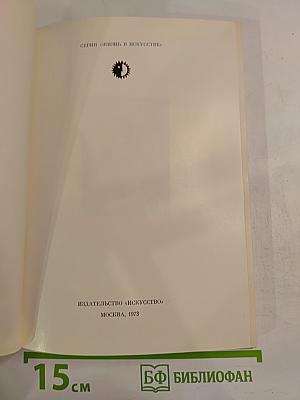 СЕРИЯ «ЖИЗНЬ В ИСКУССТВЕ»
ИЗДАТЕЛЬСТВО «ИСКУССТВО»
МОСКВА, 1973
15 см
БФ БИБЛИОФАН